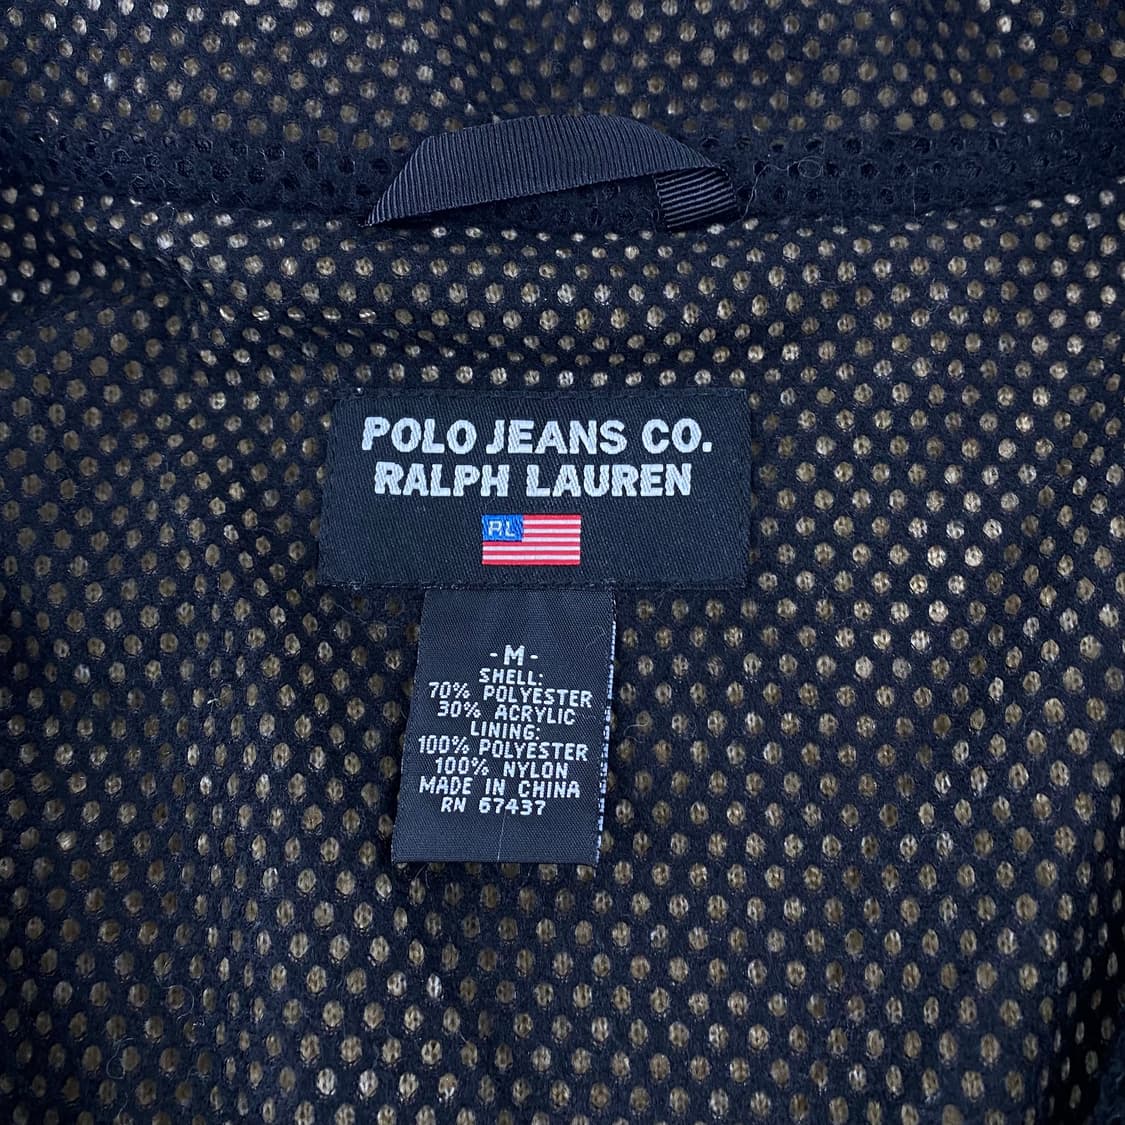 POLO JEANS CO.
RALPH LAUREN
RL
- M -
SHELL:
70% POLYESTER
30% ACRYLIC
LINING:
100% POLYESTER
100% NYLON
MADE IN CHINA
RN 67437